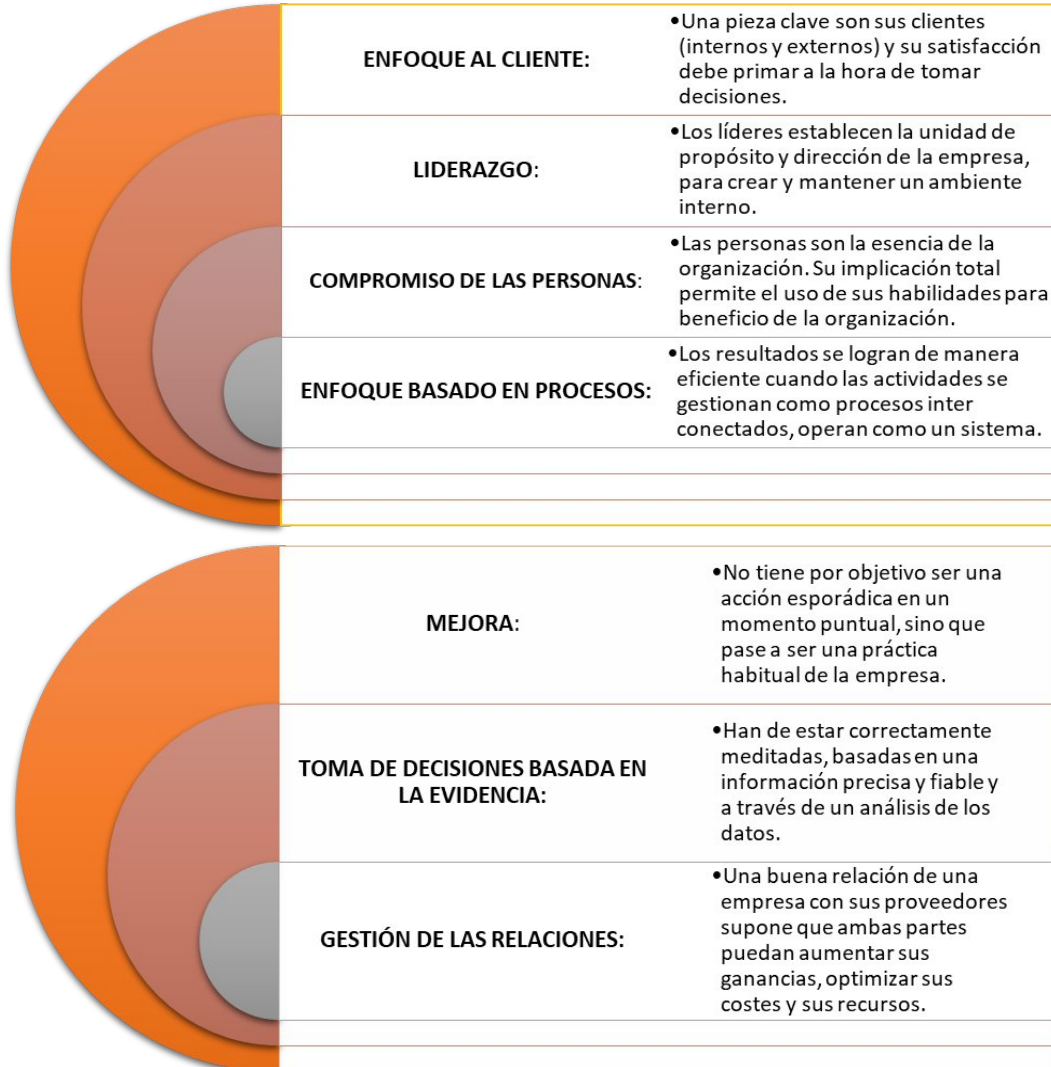 ENFOQUE AL CLIENTE:
•Una pieza clave son sus clientes
(internos y externos) y su satisfacción
debe primar a la hora de tomar
decisiones.
LIDERAZGO:
•Los líderes establecen la unidad de
propósito y dirección de la empresa,
para crear y mantener un ambiente
interno.
COMPROMISO DE LAS PERSONAS:
•Las personas son la esencia de la
organización. Su implicación total
permite el uso de sus habilidades para
beneficio de la organización.
ENFOQUE BASADO EN PROCESOS:
•Los resultados se logran de manera
eficiente cuando las actividades se
gestionan como procesos inter
conectados, operan como un sistema.
MEJORA:
•No tiene por objetivo ser una
acción esporádica en un
momento puntual, sino que
pase a ser una práctica
habitual de la empresa.
TOMA DE DECISIONES BASADA EN
LA EVIDENCIA:
•Han de estar correctamente
meditadas, basadas en una
información precisa y fiable y
a través de un análisis de los
datos.
GESTIÓN DE LAS RELACIONES:
•Una buena relación de una
empresa con sus proveedores
supone que ambas partes
puedan aumentar sus
ganancias, optimizar sus
costes y sus recursos.